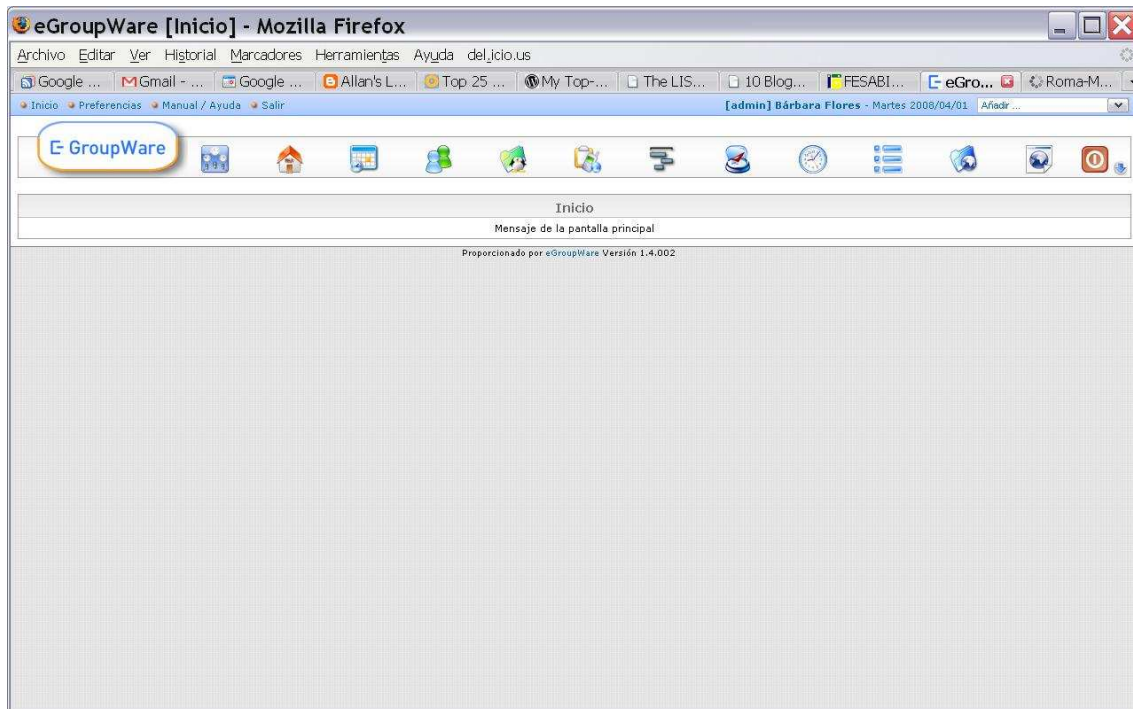 eGroupWare [Inicio] - Mozilla Firefox
Archivo Editar Ver Historial Marcadores Herramientas Ayuda del.icio.us
Google ... Gmail - ... Google ... Allan's L... Top 25 ... My Top-... The LIS... 10 Blog... FESABI... eGro... Roma-M...
Inicio Preferencias Manual / Ayuda Salir [admin] Bárbara Flores - Martes 2008/04/01 Añadir ...
E- GroupWare
Inicio
Mensaje de la pantalla principal
Proporcionado por eGroupWare Versión 1.4.002